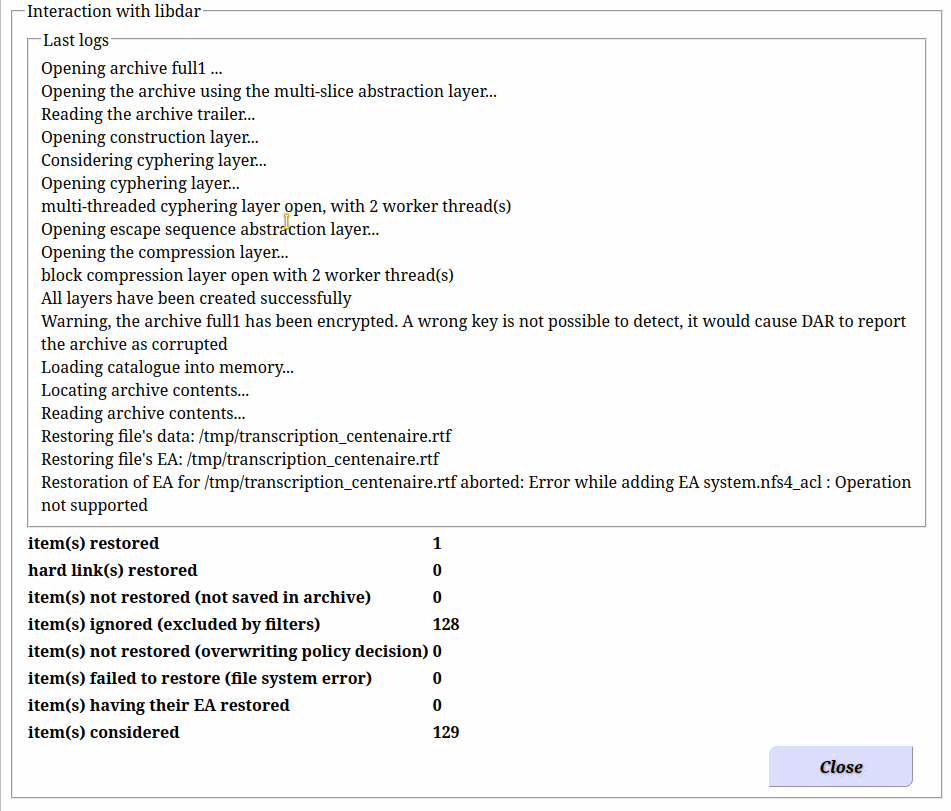 Interaction with libdar
Last logs
Opening archive full1 ...
Opening the archive using the multi-slice abstraction layer...
Reading the archive trailer...
Opening construction layer...
Considering cyphering layer...
Opening cyphering layer...
multi-threaded cyphering layer open, with 2 worker thread(s)
Opening escape sequence abstraction layer...
Opening the compression layer...
block compression layer open with 2 worker thread(s)
All layers have been created successfully
Warning, the archive full1 has been encrypted. A wrong key is not possible to detect, it would cause DAR to report
the archive as corrupted
Loading catalogue into memory...
Locating archive contents...
Reading archive contents...
Restoring file's data: /tmp/transcription_centenaire.rtf
Restoring file's EA: /tmp/transcription_centenaire.rtf
Restoration of EA for /tmp/transcription_centenaire.rtf aborted: Error while adding EA system.nfs4_acl : Operation
not supported
item(s) restored 1
hard link(s) restored 0
item(s) not restored (not saved in archive) 0
item(s) ignored (excluded by filters) 128
item(s) not restored (overwriting policy decision) 0
item(s) failed to restore (file system error) 0
item(s) having their EA restored 0
item(s) considered 129
Close